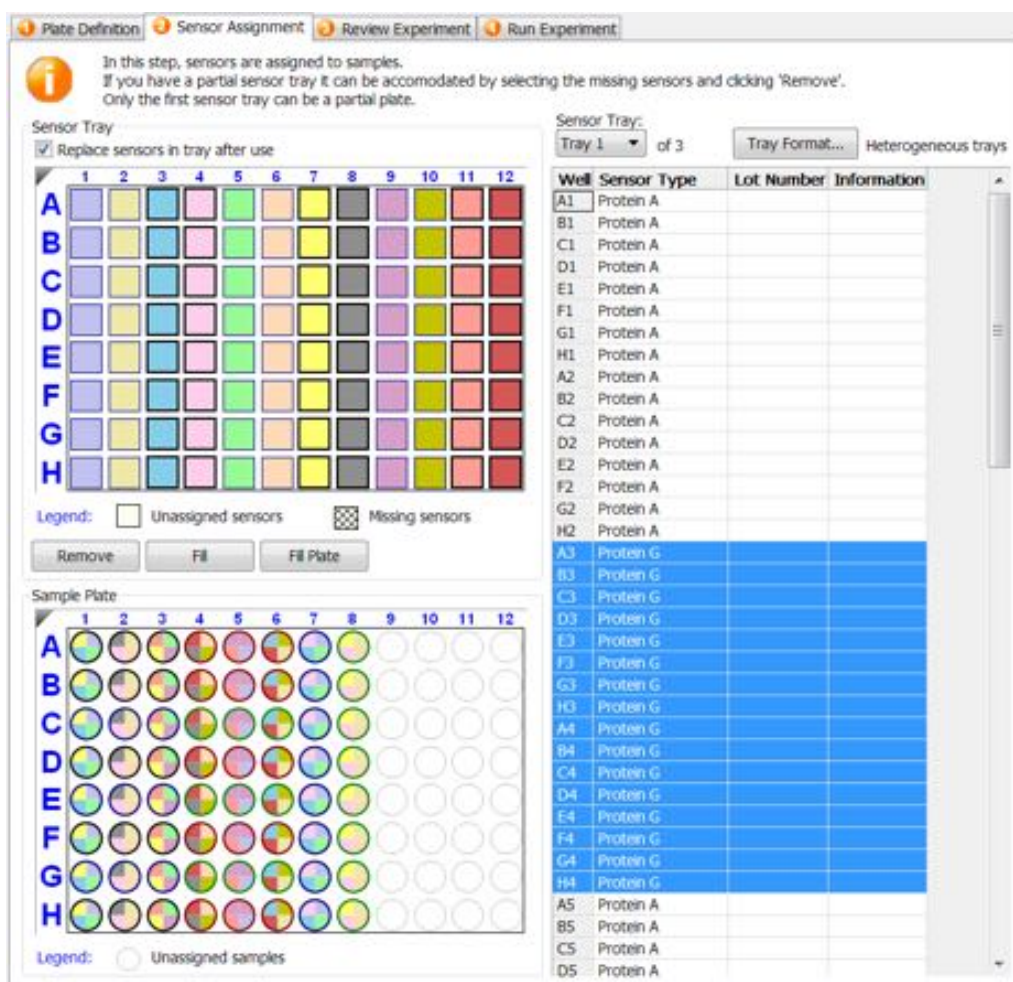 Plate Definition Sensor Assignment Review Experiment Run Experiment
In this step, sensors are assigned to samples.
If you have a partial sensor tray it can be accomodated by selecting the missing sensors and clicking 'Remove'.
Only the first sensor tray can be a partial plate.
Sensor Tray
Replace sensors in tray after use
1 2 3 4 5 6 7 8 9 10 11 12
A
B
C
D
E
F
G
H
Legend: Unassigned sensors Missing sensors
Remove Fill Fill Plate
Sample Plate
1 2 3 4 5 6 7 8 9 10 11 12
A
B
C
D
E
F
G
H
Legend: Unassigned samples
Sensor Tray:
Tray 1 of 3 Tray Format... Heterogeneous trays
Well Sensor Type Lot Number Information
A1 Protein A
B1 Protein A
C1 Protein A
D1 Protein A
E1 Protein A
F1 Protein A
G1 Protein A
H1 Protein A
A2 Protein A
B2 Protein A
C2 Protein A
D2 Protein A
E2 Protein A
F2 Protein A
G2 Protein A
H2 Protein A
A3 Protein G
B3 Protein G
C3 Protein G
D3 Protein G
E3 Protein G
F3 Protein G
G3 Protein G
H3 Protein G
A4 Protein G
B4 Protein G
C4 Protein G
D4 Protein G
E4 Protein G
F4 Protein G
G4 Protein G
H4 Protein G
A5 Protein A
B5 Protein A
C5 Protein A
D5 Protein A